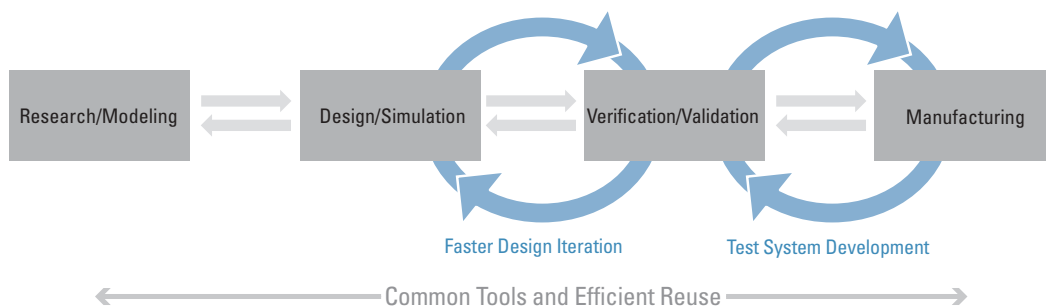 Research/Modeling
Design/Simulation
Verification/Validation
Manufacturing
Faster Design Iteration
Test System Development
Common Tools and Efficient Reuse